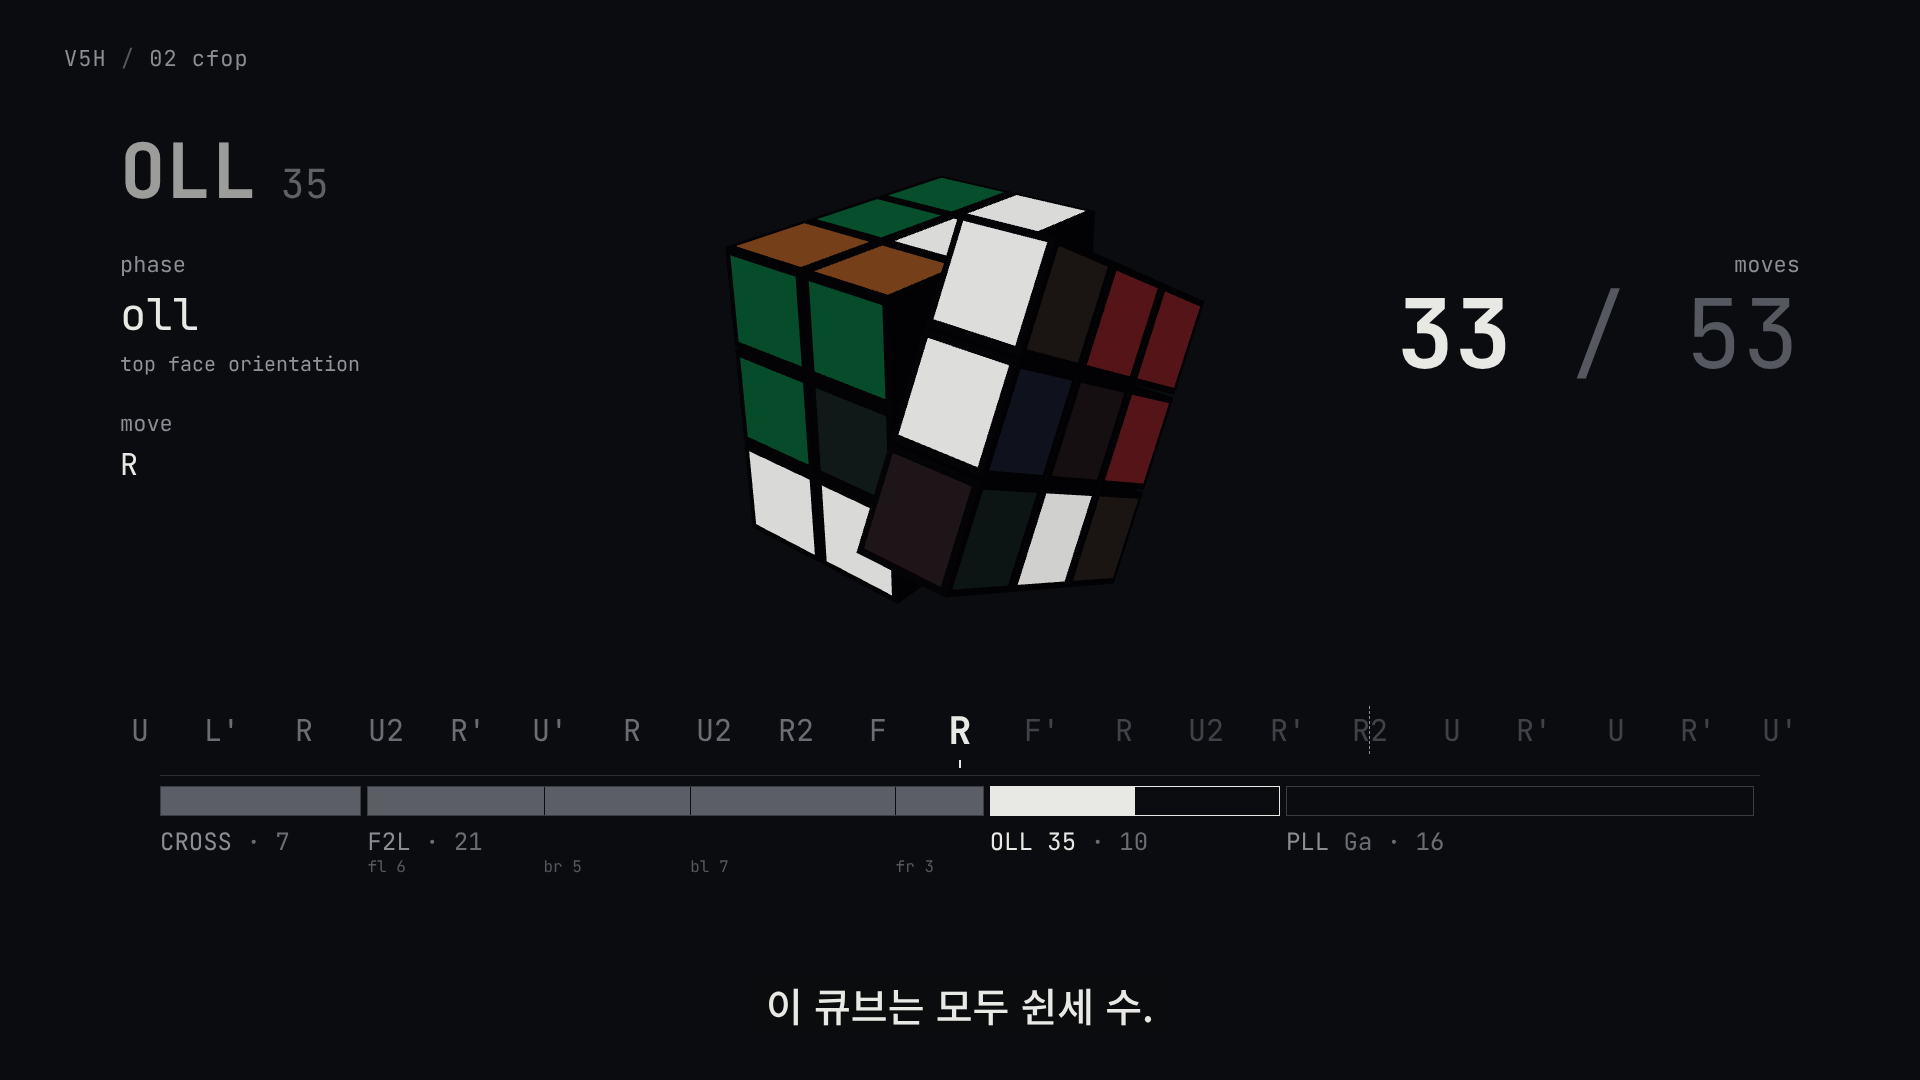 V5H / 02 cfop
OLL 35
phase
oll
top face orientation
move
R
moves
33 / 53
U L' R U2 R' U' R U2 R2 F R F' R U2 R' R2 U R' U R' U'
CROSS · 7 F2L · 21 OLL 35 · 10 PLL Ga · 16
fl 6 br 5 bl 7 fr 3
이 큐브는 모두 쉰세 수.